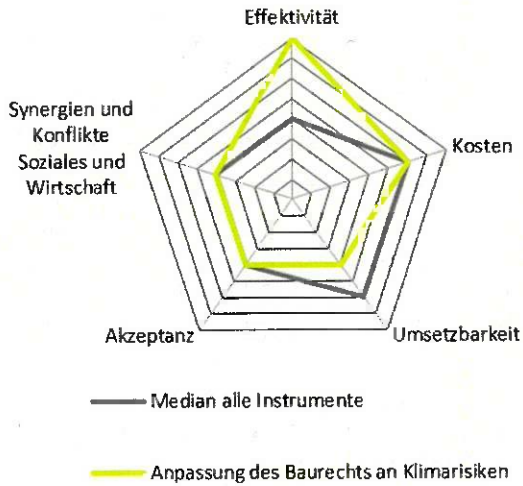 Effektivität
Synergien und
Konflikte
Soziales und
Wirtschaft
Kosten
Akzeptanz
Umsetzbarkeit
Median alle Instrumente
Anpassung des Baurechts an Klimarisiken